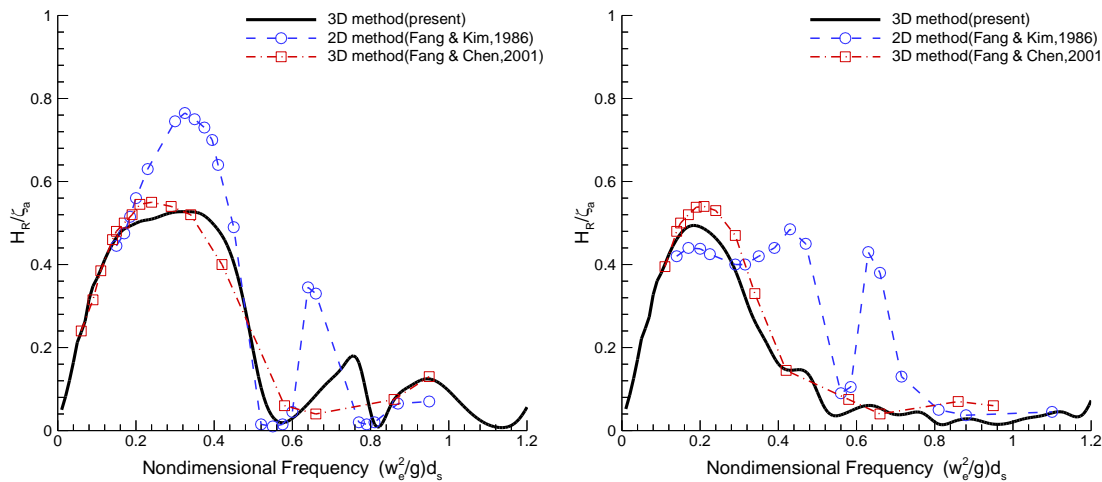 3D method(present)
2D method(Fang & Kim,1986)
3D method(Fang & Chen,2001)
1
0.8
0.6
0.4
0.2
0
H_R/ζ_a
0 0.2 0.4 0.6 0.8 1 1.2
Nondimensional Frequency (w_e^2/g)d_s
3D method(present)
2D method(Fang & Kim,1986)
3D method(Fang & Chen,2001
1
0.8
0.6
0.4
0.2
0
H_R/ζ_a
0 0.2 0.4 0.6 0.8 1 1.2
Nondimensional Frequency (w_e^2/g)d_s